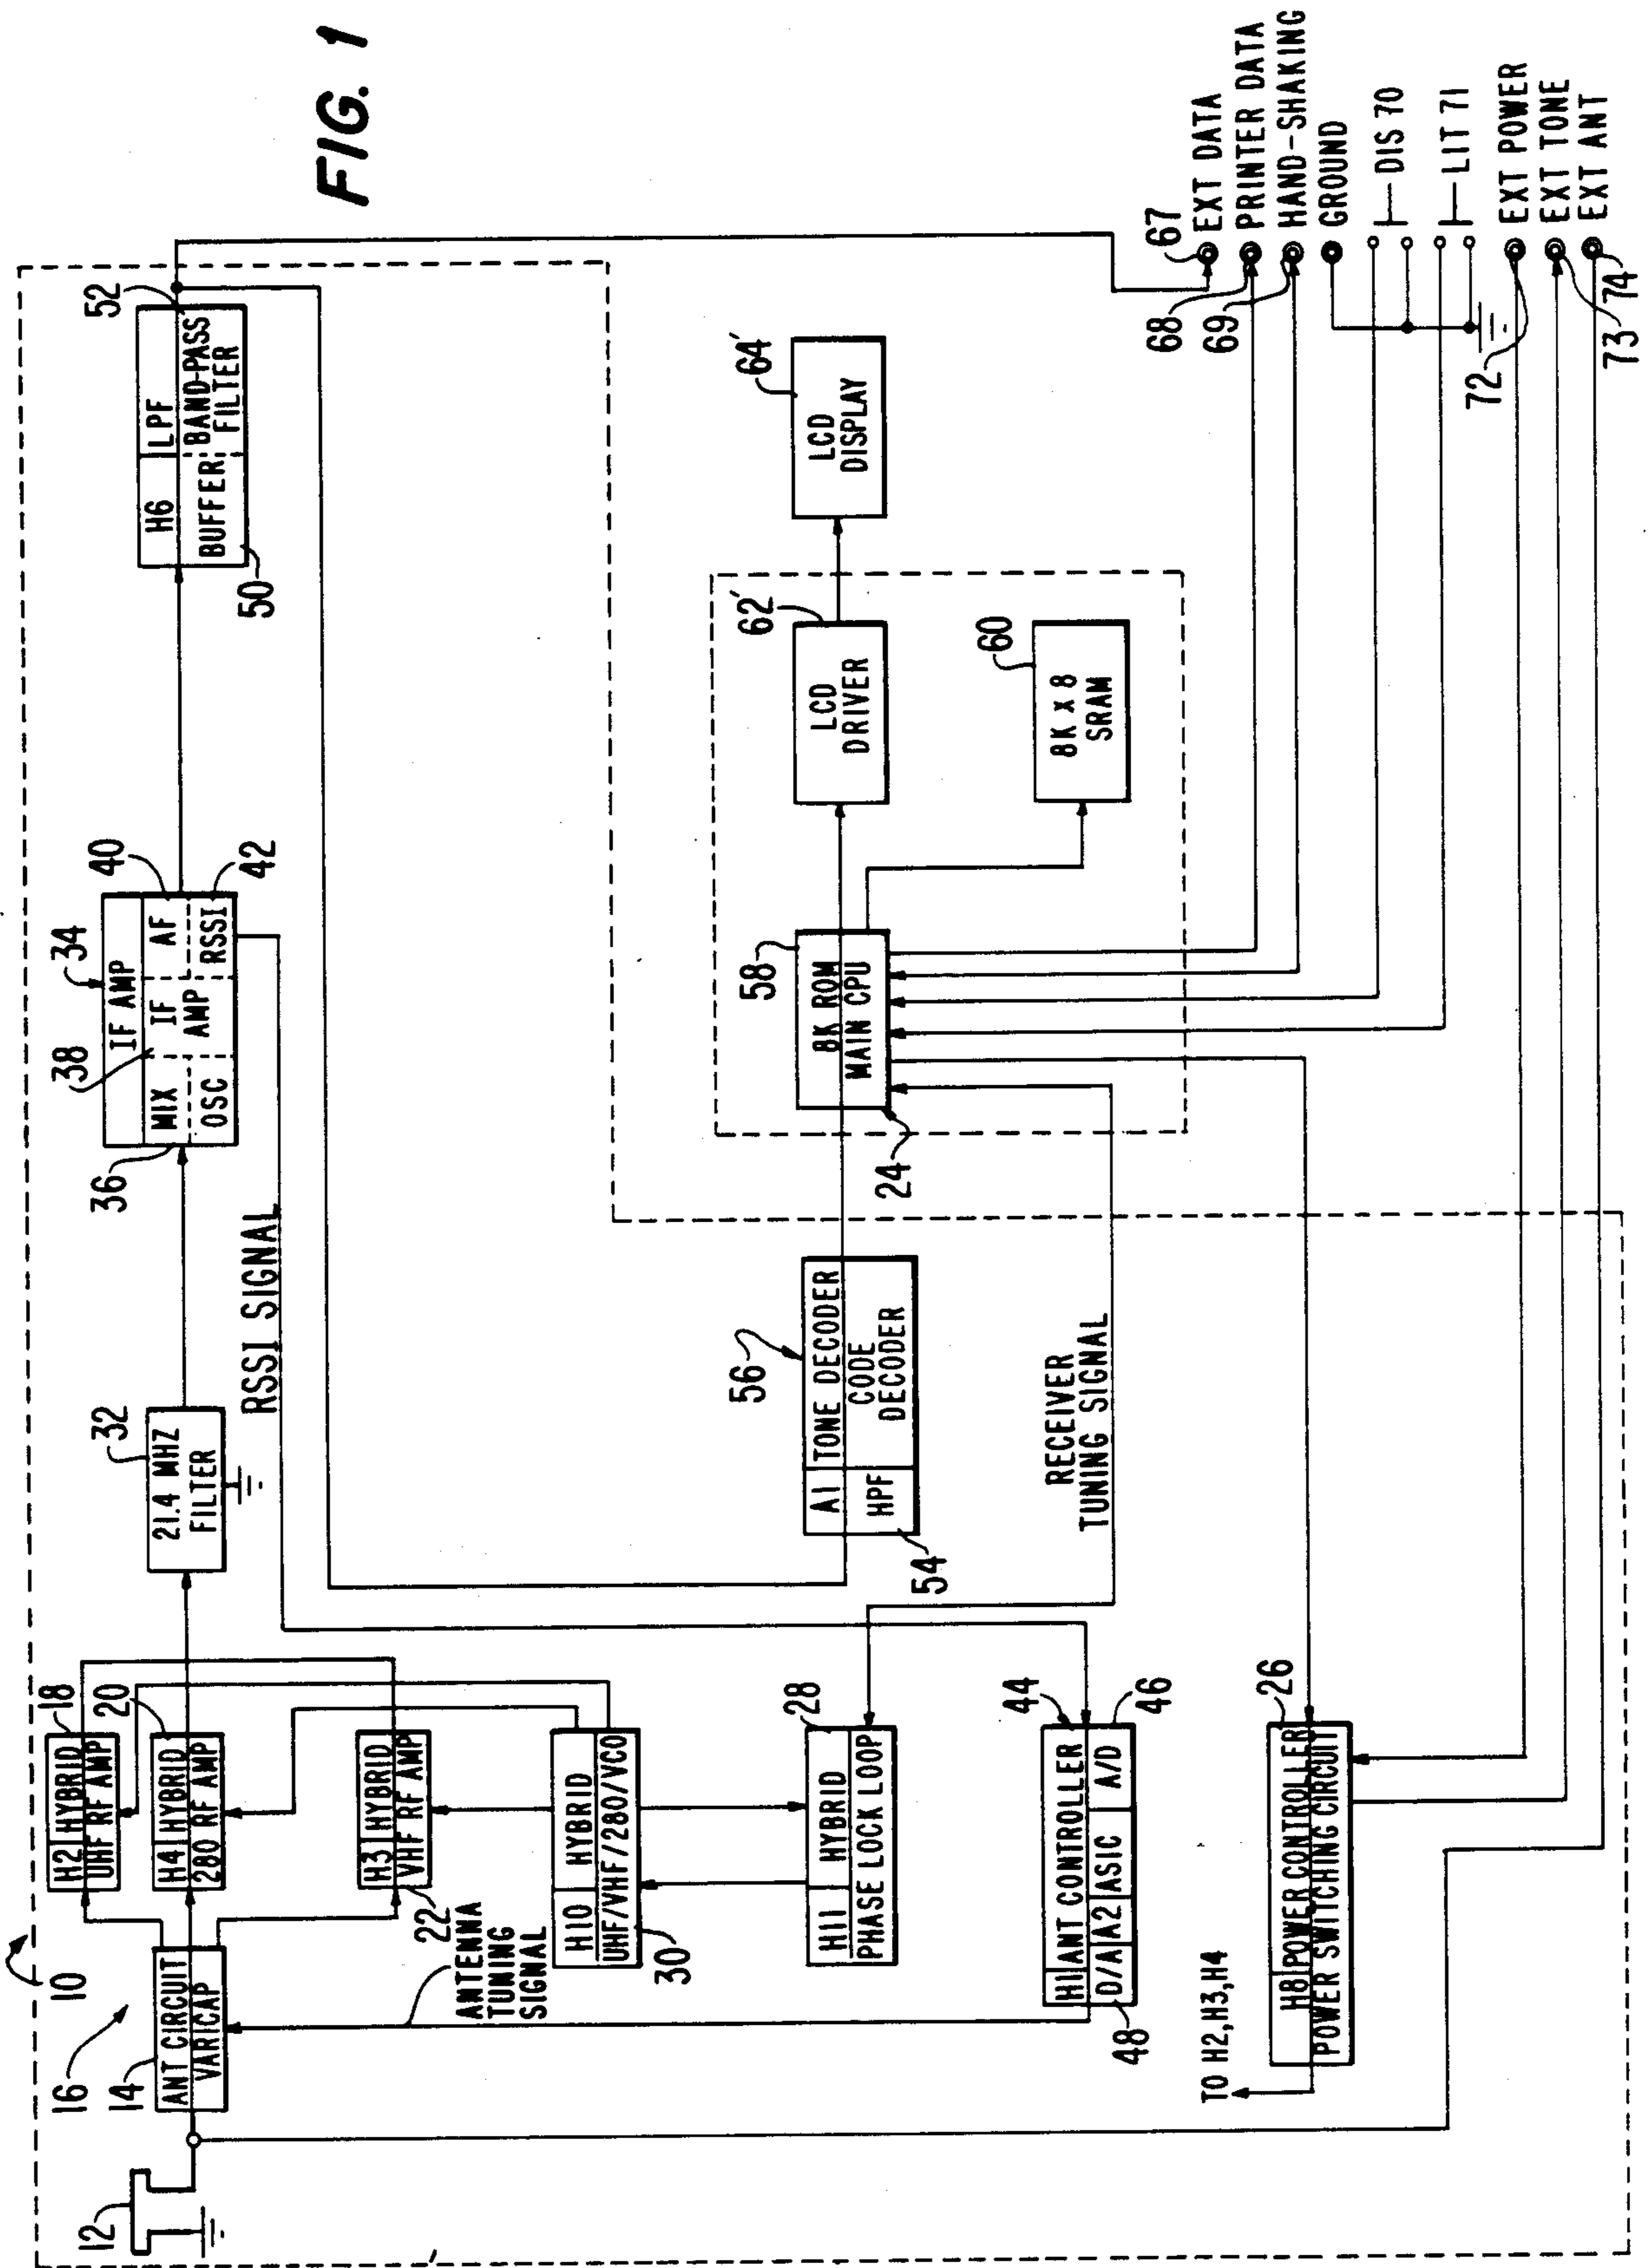 FIG. 1
10
12
16
14
ANT CIRCUIT
VARICAP
18
H2 HYBRID
UHF RF AMP
20
H4 HYBRID
280 RF AMP
H3 HYBRID
VHF RF AMP
22
ANTENNA
TUNING
SIGNAL
H10 HYBRID
UHF/VHF/280/VCO
30
28
H11 HYBRID
PHASE LOCK LOOP
44
H1 ANT CONTROLLER
D/A A2 ASIC A/D
46
48
TO H2,H3,H4
26
H8 POWER CONTROLLER
POWER SWITCHING CIRCUIT
32
21.4 MHZ
FILTER
RSSI SIGNAL
34
IF AMP
38
MIX
OSC
IF
AMP
AF
RSSI
36
40
42
H6 LPF
BUFFER BAND-PASS
FILTER
50
52
56
A1 TONE DECODER
HPF CODE
DECODER
54
RECEIVER
TUNING SIGNAL
58
8K ROM
MAIN CPU
24
62'
LCD
DRIVER
60
8K x 8
SRAM
64'
LCD
DISPLAY
67
EXT DATA
68
PRINTER DATA
69
HAND-SHAKING
GROUND
DIS 70
LIT 71
72
EXT POWER
73
EXT TONE
74
EXT ANT